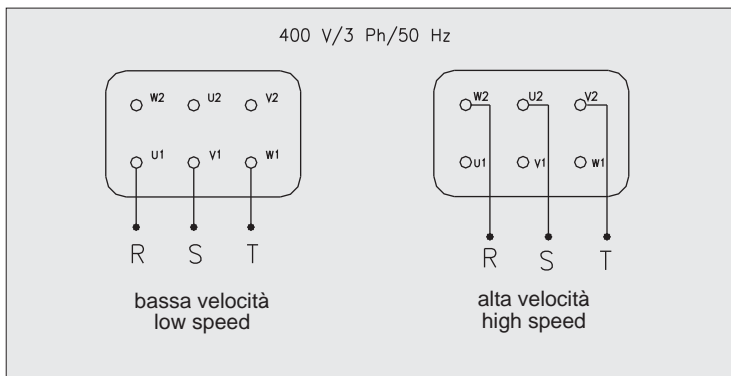 400 V/3 Ph/50 Hz
W2 U2 V2
U1 V1 W1
R S T
bassa velocità
low speed
W2 U2 V2
U1 V1 W1
R S T
alta velocità
high speed